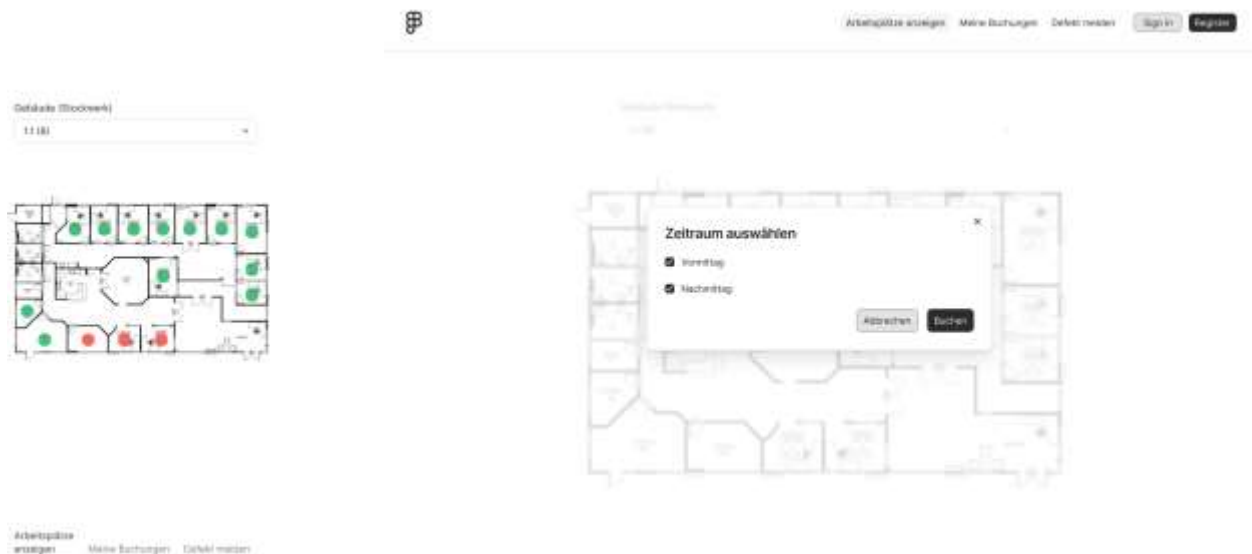 Arbeitsplätze anzeigen Meine Buchungen Defekt melden Sign in Register
Gebäude (Stockwerk)
Zeitraum auswählen
Vormittag
Nachmittag
Abbrechen Buchen
Arbeitsplätze
anzeigen Meine Buchungen Defekt melden